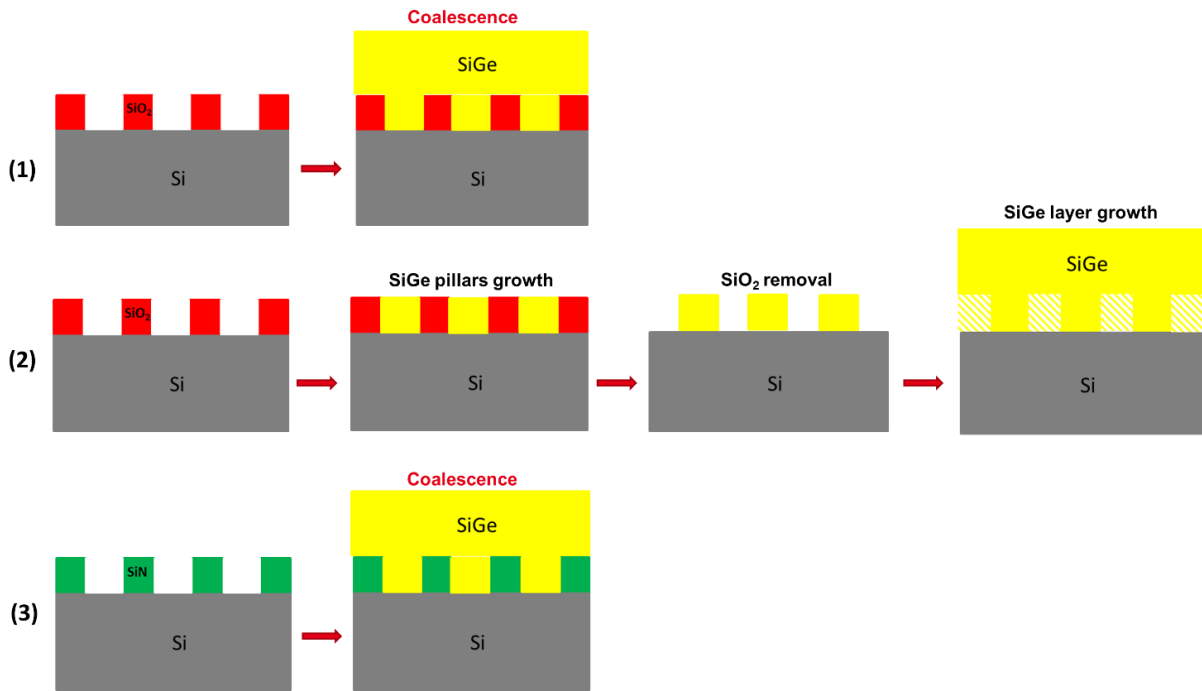 Coalescence
SiGe
SiO₂
(1)
Si
Si
SiGe layer growth
SiGe
SiGe pillars growth
SiO₂ removal
SiO₂
(2)
Si
Si
Si
Si
Coalescence
SiGe
SiN
(3)
Si
Si